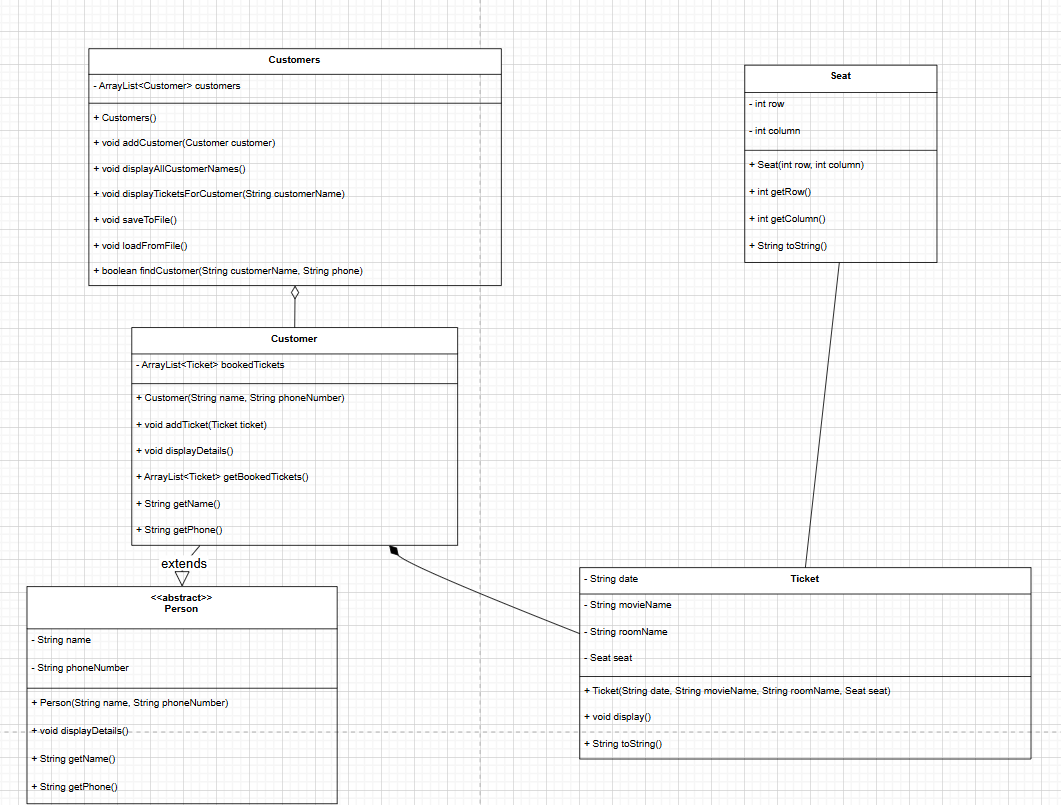 Customers
- ArrayList<Customer> customers
+ Customers()
+ void addCustomer(Customer customer)
+ void displayAllCustomerNames()
+ void displayTicketsForCustomer(String customerName)
+ void saveToFile()
+ void loadFromFile()
+ boolean findCustomer(String customerName, String phone)
Seat
- int row
- int column
+ Seat(int row, int column)
+ int getRow()
+ int getColumn()
+ String toString()
Customer
- ArrayList<Ticket> bookedTickets
+ Customer(String name, String phoneNumber)
+ void addTicket(Ticket ticket)
+ void displayDetails()
+ ArrayList<Ticket> getBookedTickets()
+ String getName()
+ String getPhone()
extends
<<abstract>>
Person
- String name
- String phoneNumber
+ Person(String name, String phoneNumber)
+ void displayDetails()
+ String getName()
+ String getPhone()
Ticket
- String date
- String movieName
- String roomName
- Seat seat
+ Ticket(String date, String movieName, String roomName, Seat seat)
+ void display()
+ String toString()